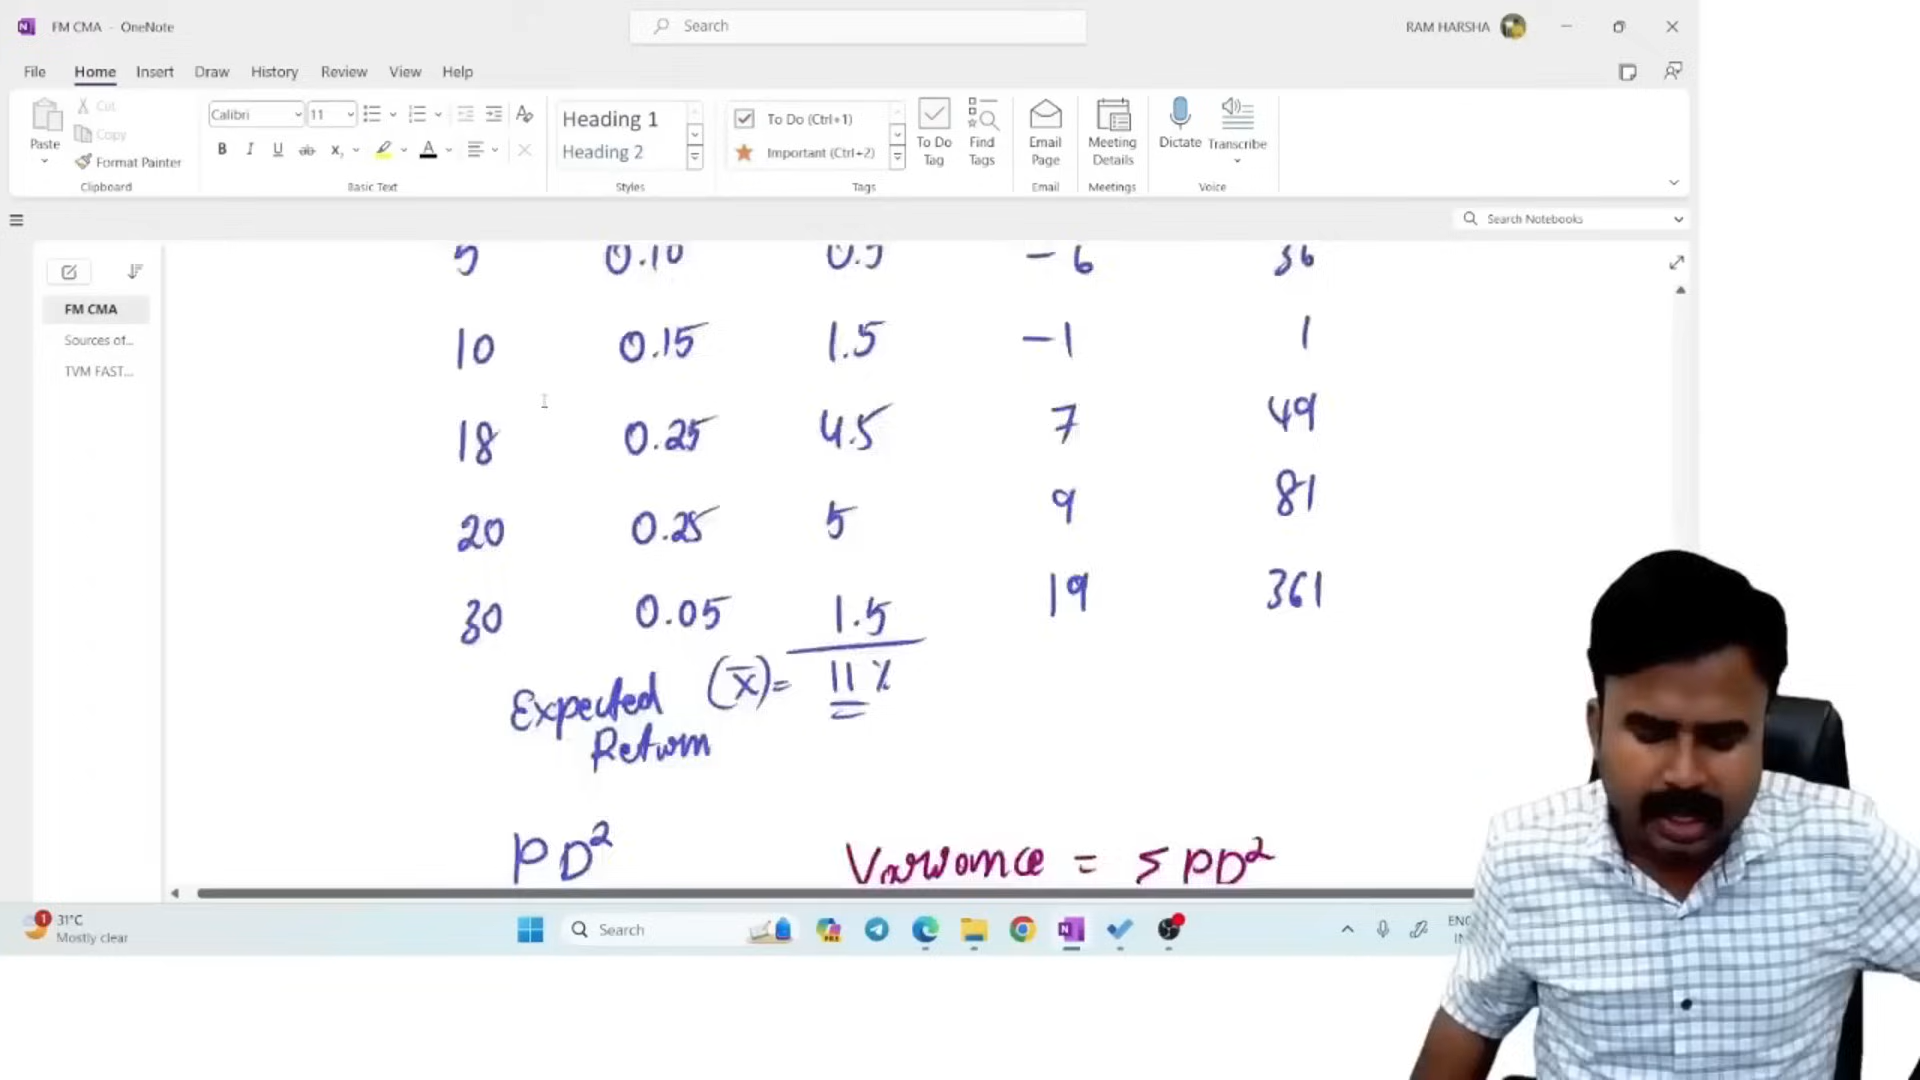 FM CMA - OneNote
Search
RAM HARSHA
File Home Insert Draw History Review View Help
Paste
Cut
Copy
Format Painter
Clipboard
Calibri 11
B I U ab x A
Basic Text
Heading 1
Heading 2
Styles
To Do (Ctrl+1)
Important (Ctrl+2)
To Do Tag
Find Tags
Tags
Email Page
Email
Meeting Details
Meetings
Dictate
Transcribe
Voice
Search Notebooks
FM CMA
Sources of...
TVM FAST...
5 0.10 0.5 -6 36
10 0.15 1.5 -1 1
18 0.25 4.5 7 49
20 0.25 5 9 81
30 0.05 1.5 19 361
Expected Return (x̄) = 11%
PD² Variance = ΣPD²
1
31°C
Mostly clear
Search
PRE
ENG